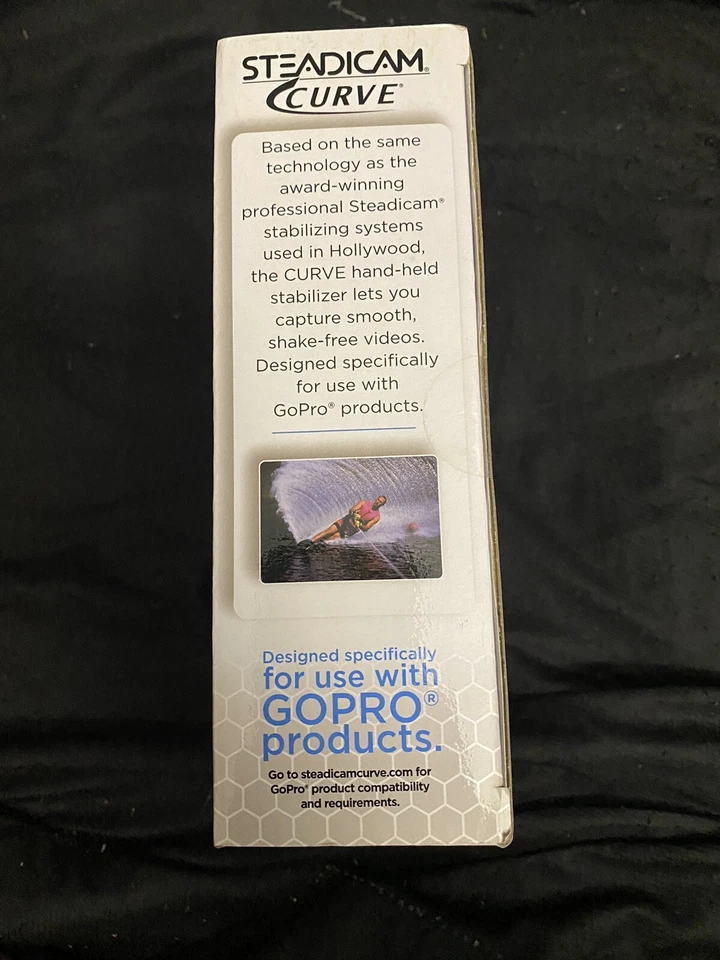 STEADICAM®
CURVE®
Based on the same
technology as the
award-winning
professional Steadicam®
stabilizing systems
used in Hollywood,
the CURVE hand-held
stabilizer lets you
capture smooth,
shake-free videos.
Designed specifically
for use with
GoPro® products.
Designed specifically
for use with
GOPRO®
products.
Go to steadicamcurve.com for
GoPro® product compatibility
and requirements.